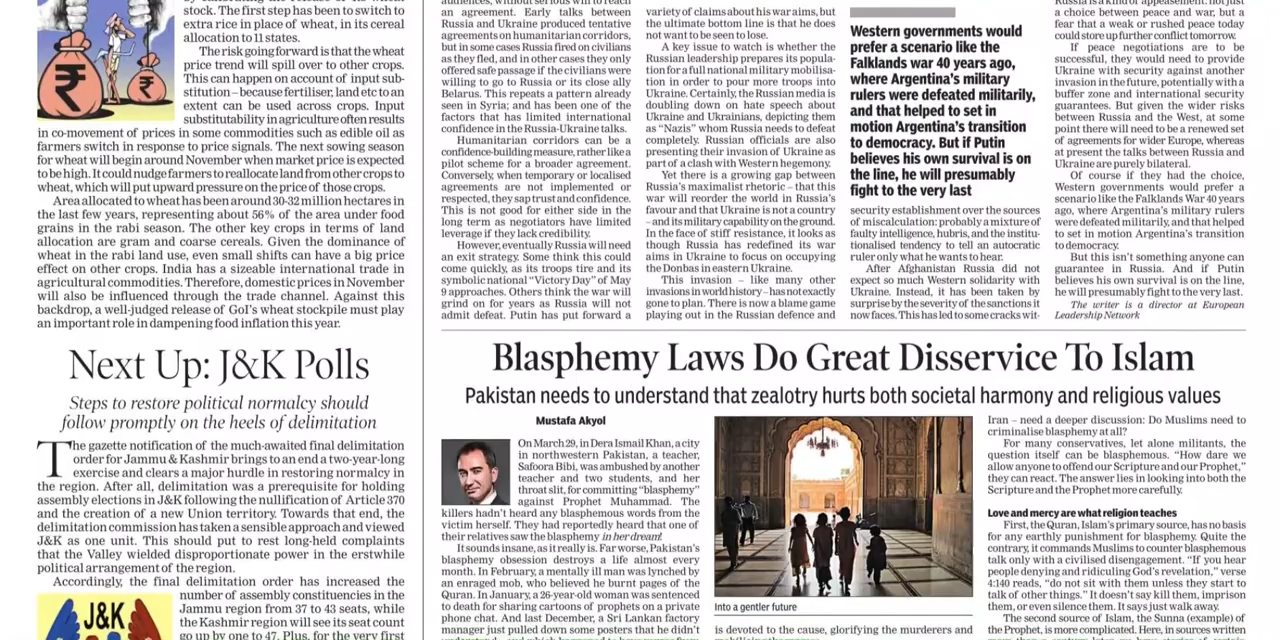 by channelising the release of its wheat
stock. The first step has been to switch to
extra rice in place of wheat, in its cereal
allocation to 11 states.
The risk going forward is that the wheat
price trend will spill over to other crops.
This can happen on account of input sub-
stitution – because fertiliser, land etc to an
extent can be used across crops. Input
substitutability in agriculture often results
in co-movement of prices in some commodities such as edible oil as
farmers switch in response to price signals. The next sowing season
for wheat will begin around November when market price is expected
to be high. It could nudge farmers to reallocate land from other crops to
wheat, which will put upward pressure on the price of those crops.
Area allocated to wheat has been around 30-32 million hectares in
the last few years, representing about 56% of the area under food
grains in the rabi season. The other key crops in terms of land
allocation are gram and coarse cereals. Given the dominance of
wheat in the rabi land use, even small shifts can have a big price
effect on other crops. India has a sizeable international trade in
agricultural commodities. Therefore, domestic prices in November
will also be influenced through the trade channel. Against this
backdrop, a well-judged release of GoI's wheat stockpile must play
an important role in dampening food inflation this year.
Next Up: J&K Polls
Steps to restore political normalcy should
follow promptly on the heels of delimitation
The gazette notification of the much-awaited final delimitation
order for Jammu & Kashmir brings to an end a two-year-long
exercise and clears a major hurdle in restoring normalcy in
the region. After all, delimitation was a prerequisite for holding
assembly elections in J&K following the nullification of Article 370
and the creation of a new Union territory. Towards that end, the
delimitation commission has taken a sensible approach and viewed
J&K as one unit. This should put to rest long-held complaints
that the Valley wielded disproportionate power in the erstwhile
political arrangement of the region.
Accordingly, the final delimitation order has increased the
number of assembly constituencies in the
Jammu region from 37 to 43 seats, while
the Kashmir region will see its seat count
go up by one to 47. Plus, for the very first
J&K
audiences, without serious will to reach
an agreement. Early talks between
Russia and Ukraine produced tentative
agreements on humanitarian corridors,
but in some cases Russia fired on civilians
as they fled, and in other cases they only
offered safe passage if the civilians were
willing to go to Russia or its close ally
Belarus. This repeats a pattern already
seen in Syria; and has been one of the
factors that has limited international
confidence in the Russia-Ukraine talks.
Humanitarian corridors can be a
confidence-building measure, rather like a
pilot scheme for a broader agreement.
Conversely, when temporary or localised
agreements are not implemented or
respected, they sap trust and confidence.
This is not good for either side in the
long term as negotiators have limited
leverage if they lack credibility.
However, eventually Russia will need
an exit strategy. Some think this could
come quickly, as its troops tire and its
symbolic national "Victory Day" of May
9 approaches. Others think the war will
grind on for years as Russia will not
admit defeat. Putin has put forward a
variety of claims about his war aims, but
the ultimate bottom line is that he does
not want to be seen to lose.
A key issue to watch is whether the
Russian leadership prepares its popula-
tion for a full national military mobilisa-
tion in order to pour more troops into
Ukraine. Certainly, the Russian media is
doubling down on hate speech about
Ukraine and Ukrainians, depicting them
as "Nazis" whom Russia needs to defeat
completely. Russian officials are also
presenting their invasion of Ukraine as
part of a clash with Western hegemony.
Yet there is a growing gap between
Russia's maximalist rhetoric – that this
war will reorder the world in Russia's
favour and that Ukraine is not a country
– and its military capability on the ground.
In the face of stiff resistance, it looks as
though Russia has redefined its war
aims in Ukraine to focus on occupying
the Donbas in eastern Ukraine.
This invasion – like many other
invasions in world history – has not exactly
gone to plan. There is now a blame game
playing out in the Russian defence and
Western governments would
prefer a scenario like the
Falklands war 40 years ago,
where Argentina's military
rulers were defeated militarily,
and that helped to set in
motion Argentina's transition
to democracy. But if Putin
believes his own survival is on
the line, he will presumably
fight to the very last
security establishment over the sources
of miscalculation: probably a mixture of
faulty intelligence, hubris, and the institu-
tionalised tendency to tell an autocratic
ruler only what he wants to hear.
After Afghanistan Russia did not
expect so much Western solidarity with
Ukraine. Instead, it has been taken by
surprise by the severity of the sanctions it
now faces. This has led to some cracks wit-
Russia is a kind of appeasement: not just
a choice between peace and war, but a
fear that a weak or rushed peace today
could store up further conflict tomorrow.
If peace negotiations are to be
successful, they would need to provide
Ukraine with security against another
invasion in the future, potentially with a
buffer zone and international security
guarantees. But given the wider risks
between Russia and the West, at some
point there will need to be a renewed set
of agreements for wider Europe, whereas
at present the talks between Russia and
Ukraine are purely bilateral.
Of course if they had the choice,
Western governments would prefer a
scenario like the Falklands War 40 years
ago, where Argentina's military rulers
were defeated militarily, and that helped
to set in motion Argentina's transition
to democracy.
But this isn't something anyone can
guarantee in Russia. And if Putin
believes his own survival is on the line,
he will presumably fight to the very last.
The writer is a director at European
Leadership Network
Blasphemy Laws Do Great Disservice To Islam
Pakistan needs to understand that zealotry hurts both societal harmony and religious values
Mustafa Akyol
On March 29, in Dera Ismail Khan, a city
in northwestern Pakistan, a teacher,
Safoora Bibi, was ambushed by another
teacher and two students, and her
throat slit, for committing "blasphemy"
against Prophet Muhammad. The
killers hadn't heard any blasphemous words from the
victim herself. They had reportedly heard that one of
their relatives saw the blasphemy in her dream!
It sounds insane, as it really is. Far worse, Pakistan's
blasphemy obsession destroys a life almost every
month. In February, a mentally ill man was lynched by
an enraged mob, who believed he burnt pages of the
Quran. In January, a 26-year-old woman was sentenced
to death for sharing cartoons of prophets on a private
phone chat. And last December, a Sri Lankan factory
manager just pulled down some posters that he didn't
Into a gentler future
is devoted to the cause, glorifying the murderers and
Iran – need a deeper discussion: Do Muslims need to
criminalise blasphemy at all?
For many conservatives, let alone militants, the
question itself can be blasphemous. "How dare we
allow anyone to offend our Scripture and our Prophet,"
they can react. The answer lies in looking into both the
Scripture and the Prophet more carefully.
Love and mercy are what religion teaches
First, the Quran, Islam's primary source, has no basis
for any earthly punishment for blasphemy. Quite the
contrary, it commands Muslims to counter blasphemous
talk only with a civilised disengagement. "If you hear
people denying and ridiculing God's revelation," verse
4:140 reads, "do not sit with them unless they start to
talk of other things." It doesn't say kill them, imprison
them, or even silence them. It says just walk away.
The second source of Islam, the Sunna (example) of
the Prophet, is more complicated. Here, in sources written